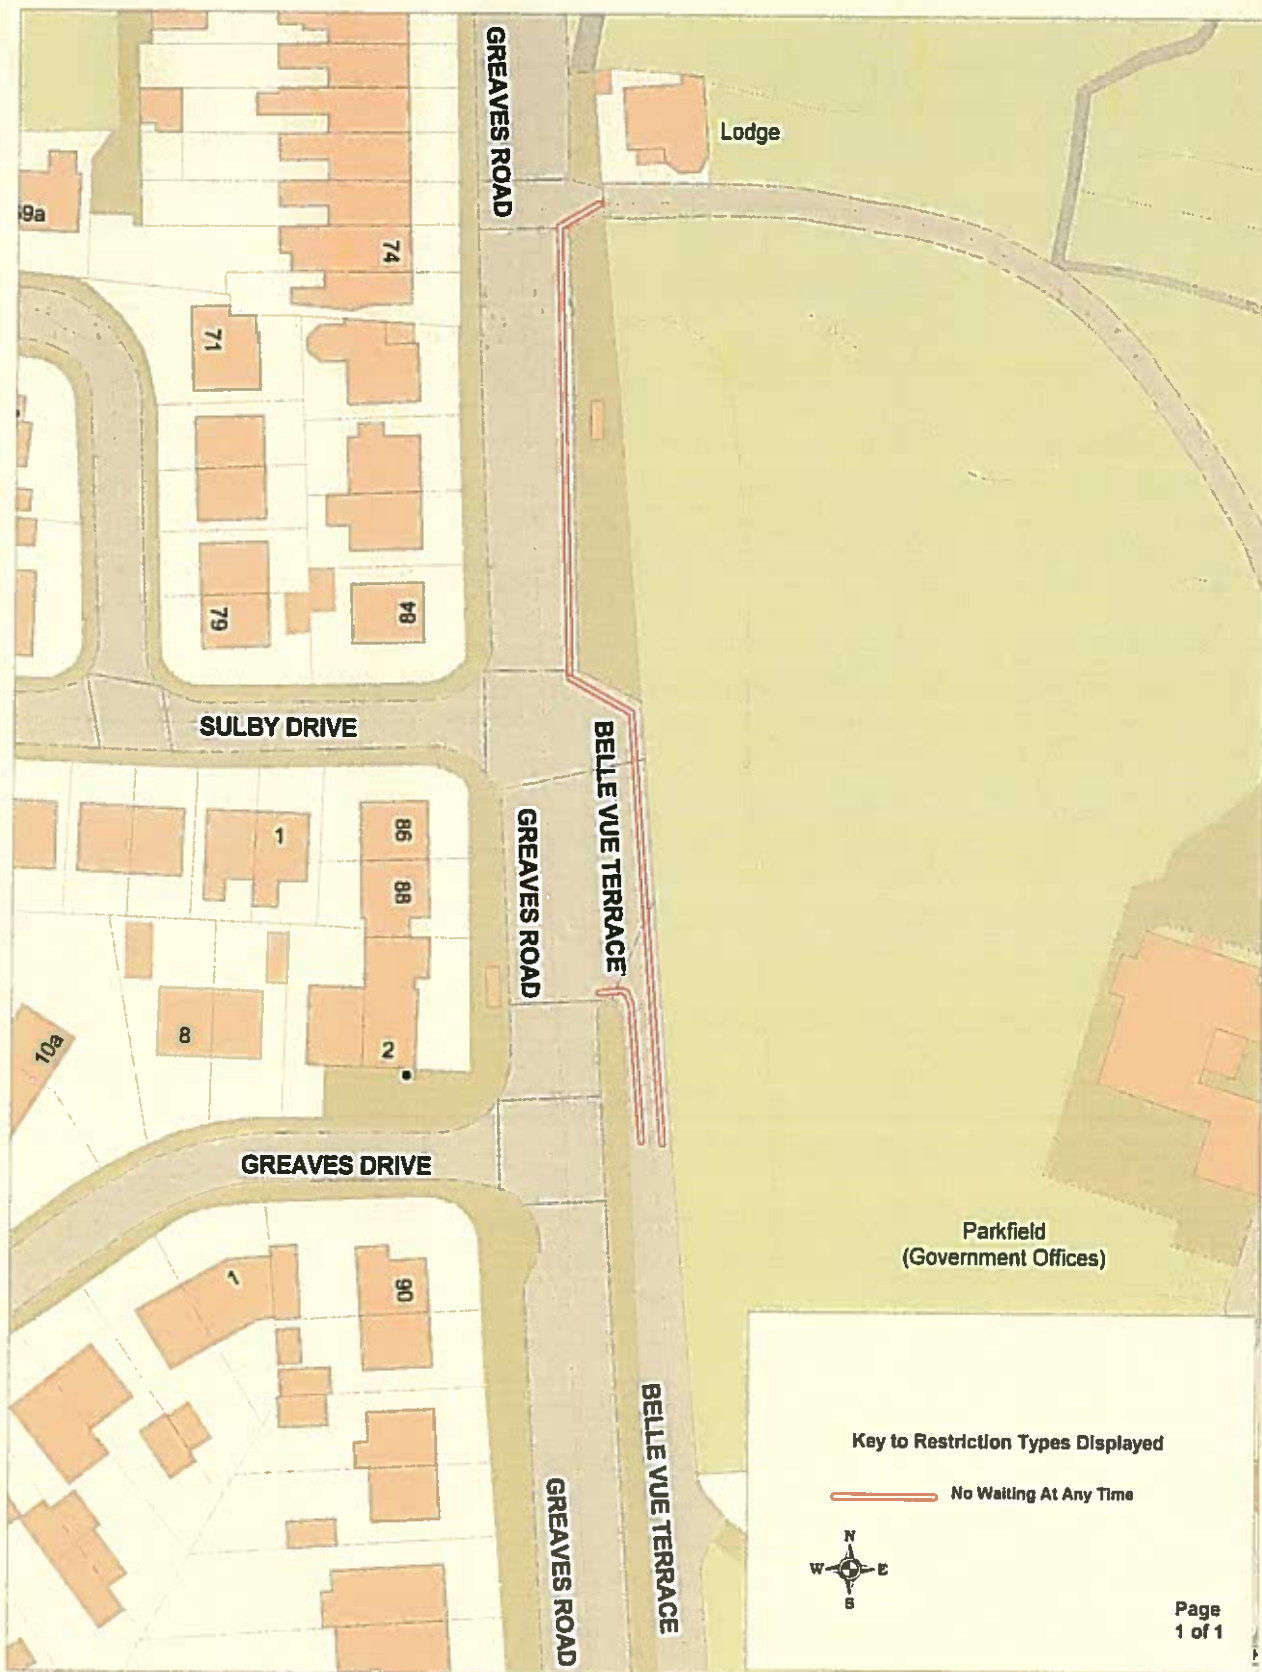 GREAVES ROAD
Lodge
74
71
79
84
SULBY DRIVE
BELLE VUE TERRACE
86
1
88
GREAVES ROAD
8
2
10a
GREAVES DRIVE
Parkfield
(Government Offices)
1
90
BELLE VUE TERRACE
GREAVES ROAD
Key to Restriction Types Displayed
No Waiting At Any Time
N
W E
S
Page
1 of 1